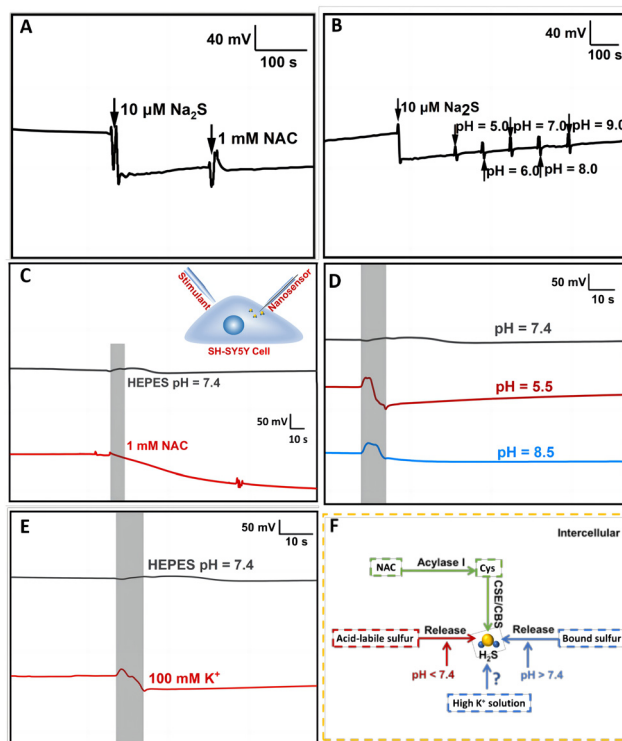 A
40 mV
100 s
10 µM Na₂S
1 mM NAC
B
40 mV
100 s
10 µM Na₂S
pH = 5.0
pH = 7.0
pH = 9.0
pH = 6.0
pH = 8.0
C
Stimulant
Nanosensor
SH-SY5Y Cell
HEPES pH = 7.4
50 mV
10 s
1 mM NAC
D
50 mV
10 s
pH = 7.4
pH = 5.5
pH = 8.5
E
50 mV
10 s
HEPES pH = 7.4
100 mM K⁺
F
Intercellular
NAC
Acylase I
Cys
CSE/CBS
Acid-labile sulfur
Release
Release
Bound sulfur
H₂S
pH < 7.4
?
pH > 7.4
High K⁺ solution